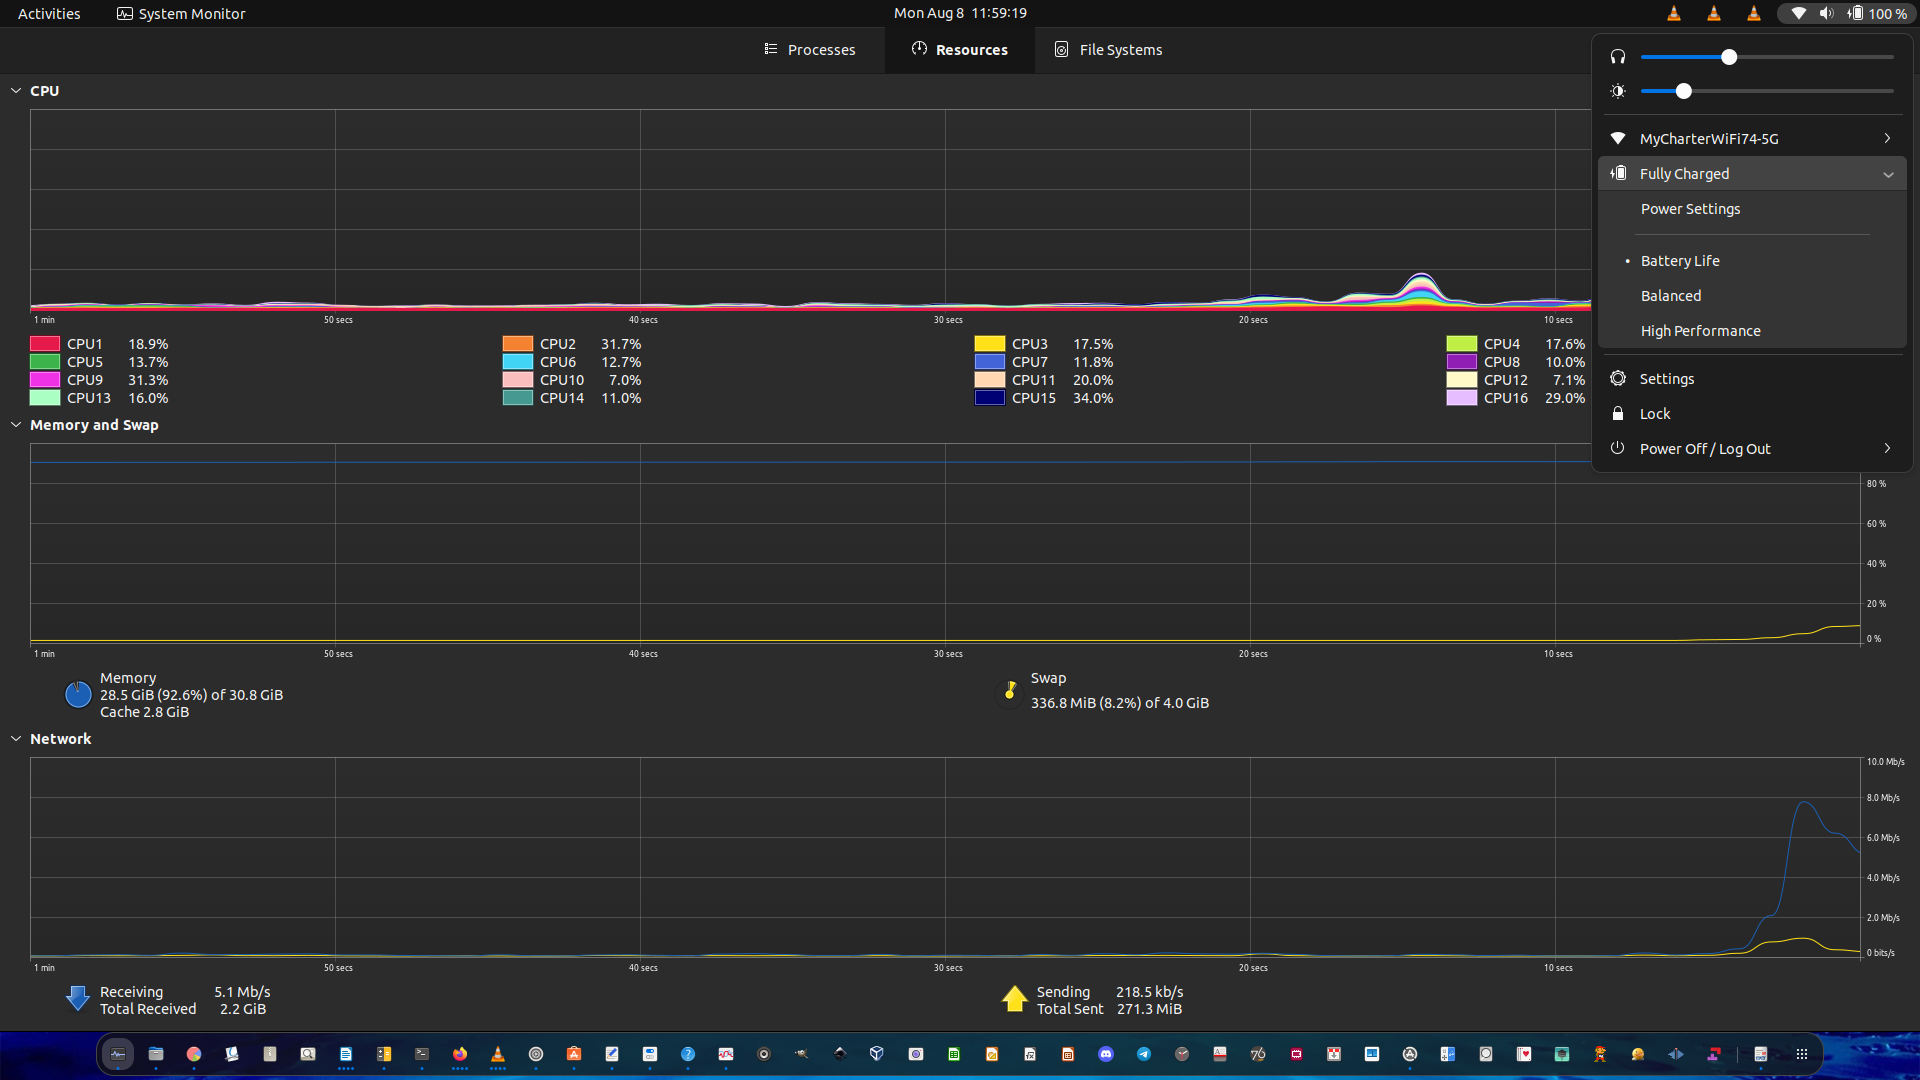 Activities
System Monitor
Mon Aug 8 11:59:19
100 %
Processes
Resources
File Systems
CPU
1 min
50 secs
40 secs
30 secs
20 secs
10 secs
CPU1 18.9%
CPU2 31.7%
CPU3 17.5%
CPU4 17.6%
CPU5 13.7%
CPU6 12.7%
CPU7 11.8%
CPU8 10.0%
CPU9 31.3%
CPU10 7.0%
CPU11 20.0%
CPU12 7.1%
CPU13 16.0%
CPU14 11.0%
CPU15 34.0%
CPU16 29.0%
MyCharterWiFi74-5G
Fully Charged
Power Settings
Battery Life
Balanced
High Performance
Settings
Lock
Power Off / Log Out
Memory and Swap
80 %
60 %
40 %
20 %
0 %
1 min
50 secs
40 secs
30 secs
20 secs
10 secs
Memory
28.5 GiB (92.6%) of 30.8 GiB
Cache 2.8 GiB
Swap
336.8 MiB (8.2%) of 4.0 GiB
Network
10.0 Mb/s
8.0 Mb/s
6.0 Mb/s
4.0 Mb/s
2.0 Mb/s
0 bits/s
1 min
50 secs
40 secs
30 secs
20 secs
10 secs
Receiving 5.1 Mb/s
Total Received 2.2 GiB
Sending 218.5 kb/s
Total Sent 271.3 MiB
76